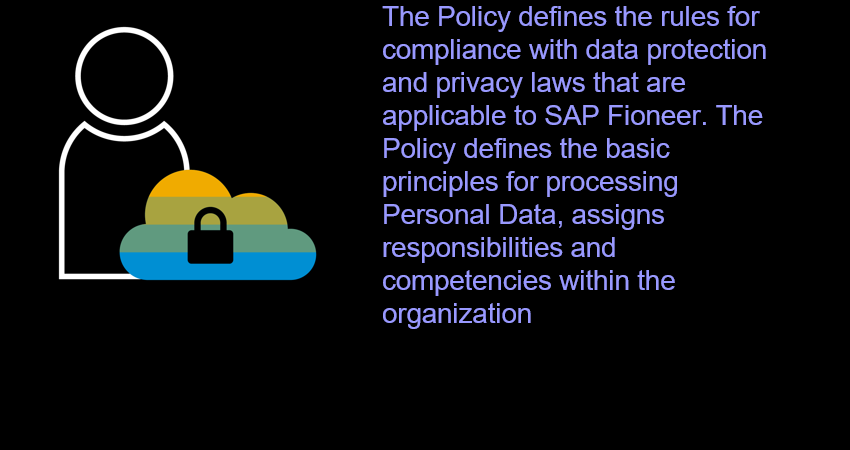 The Policy defines the rules for
compliance with data protection
and privacy laws that are
applicable to SAP Fioneer. The
Policy defines the basic
principles for processing
Personal Data, assigns
responsibilities and
competencies within the
organization